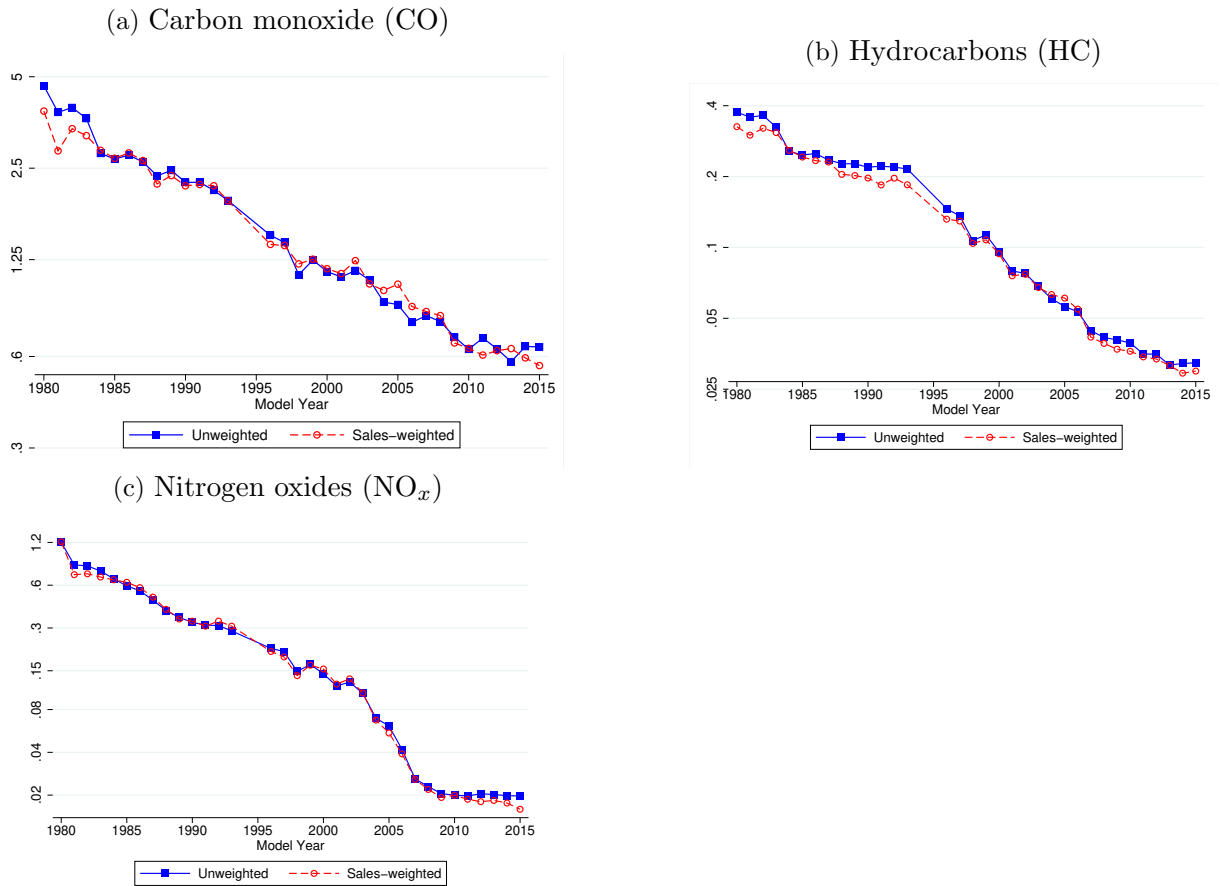 (a) Carbon monoxide (CO)
5
2.5
1.25
.6
.3
1980 1985 1990 1995 2000 2005 2010 2015
Model Year
Unweighted Sales-weighted
(b) Hydrocarbons (HC)
.4
.2
.1
.05
.025
1980 1985 1990 1995 2000 2005 2010 2015
Model Year
Unweighted Sales-weighted
(c) Nitrogen oxides (NOx)
1.2
.6
.3
.15
.08
.04
.02
1980 1985 1990 1995 2000 2005 2010 2015
Model Year
Unweighted Sales-weighted